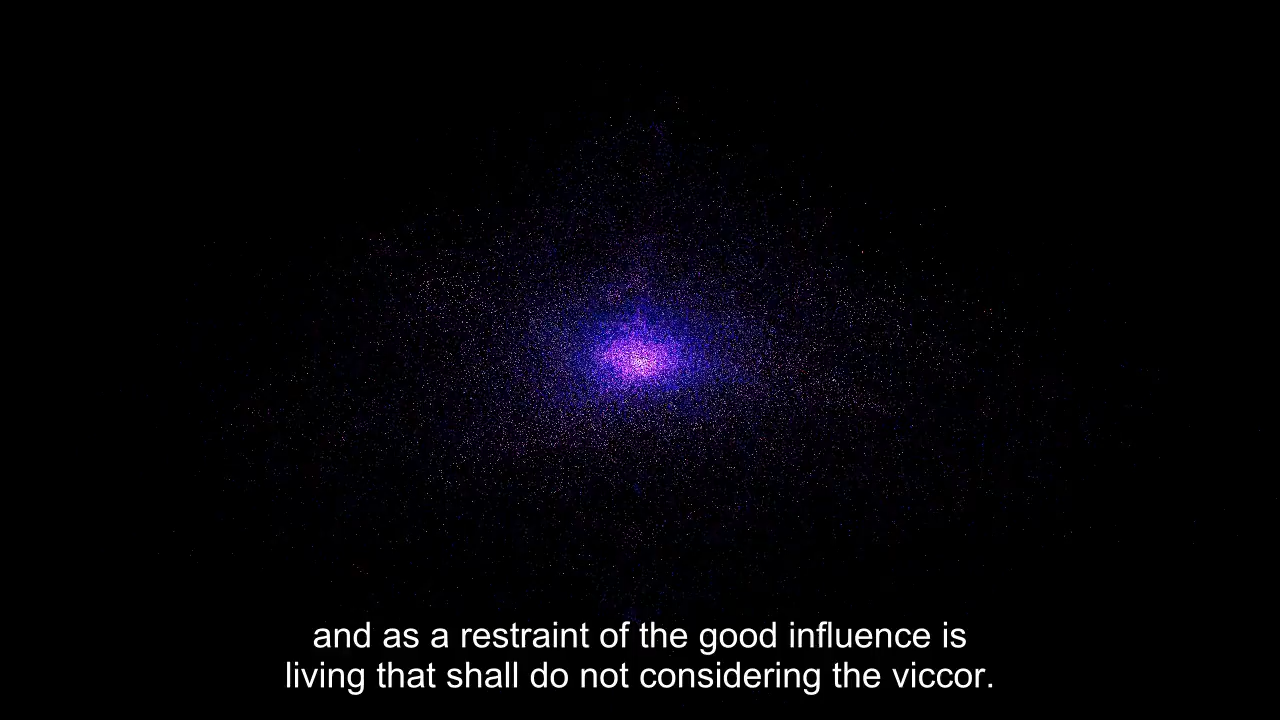 and as a restraint of the good influence is
living that shall do not considering the viccor.